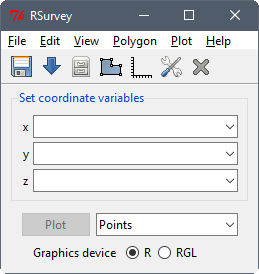 RSurvey
File Edit View Polygon Plot Help
Set coordinate variables
x
y
z
Plot Points
Graphics device R RGL